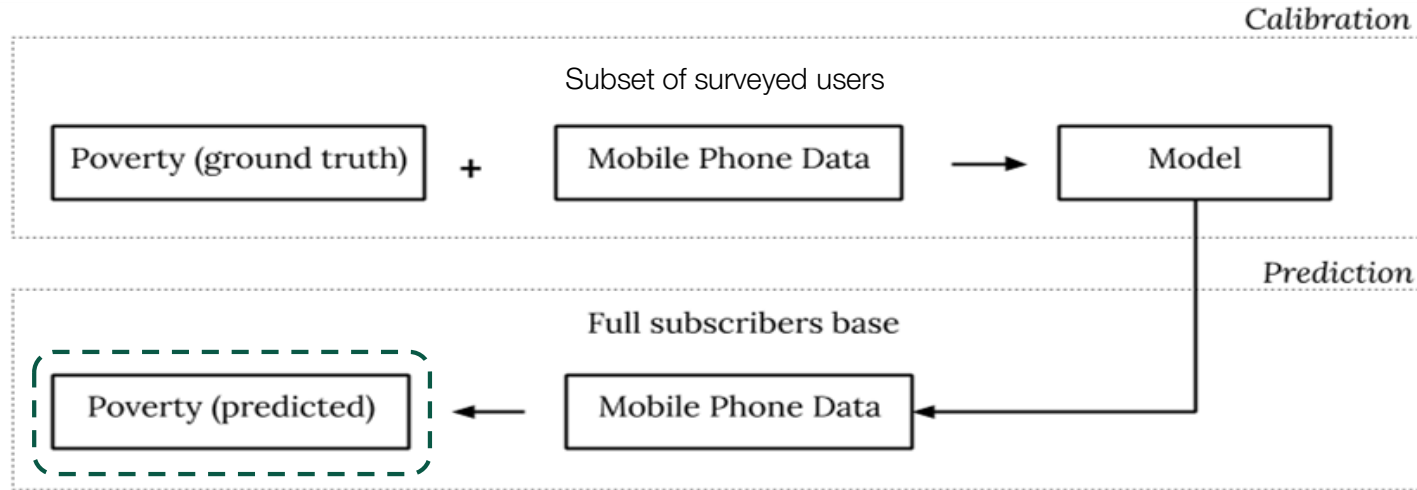 Calibration
Subset of surveyed users
Poverty (ground truth) + Mobile Phone Data Model
Prediction
Full subscribers base
Poverty (predicted) Mobile Phone Data